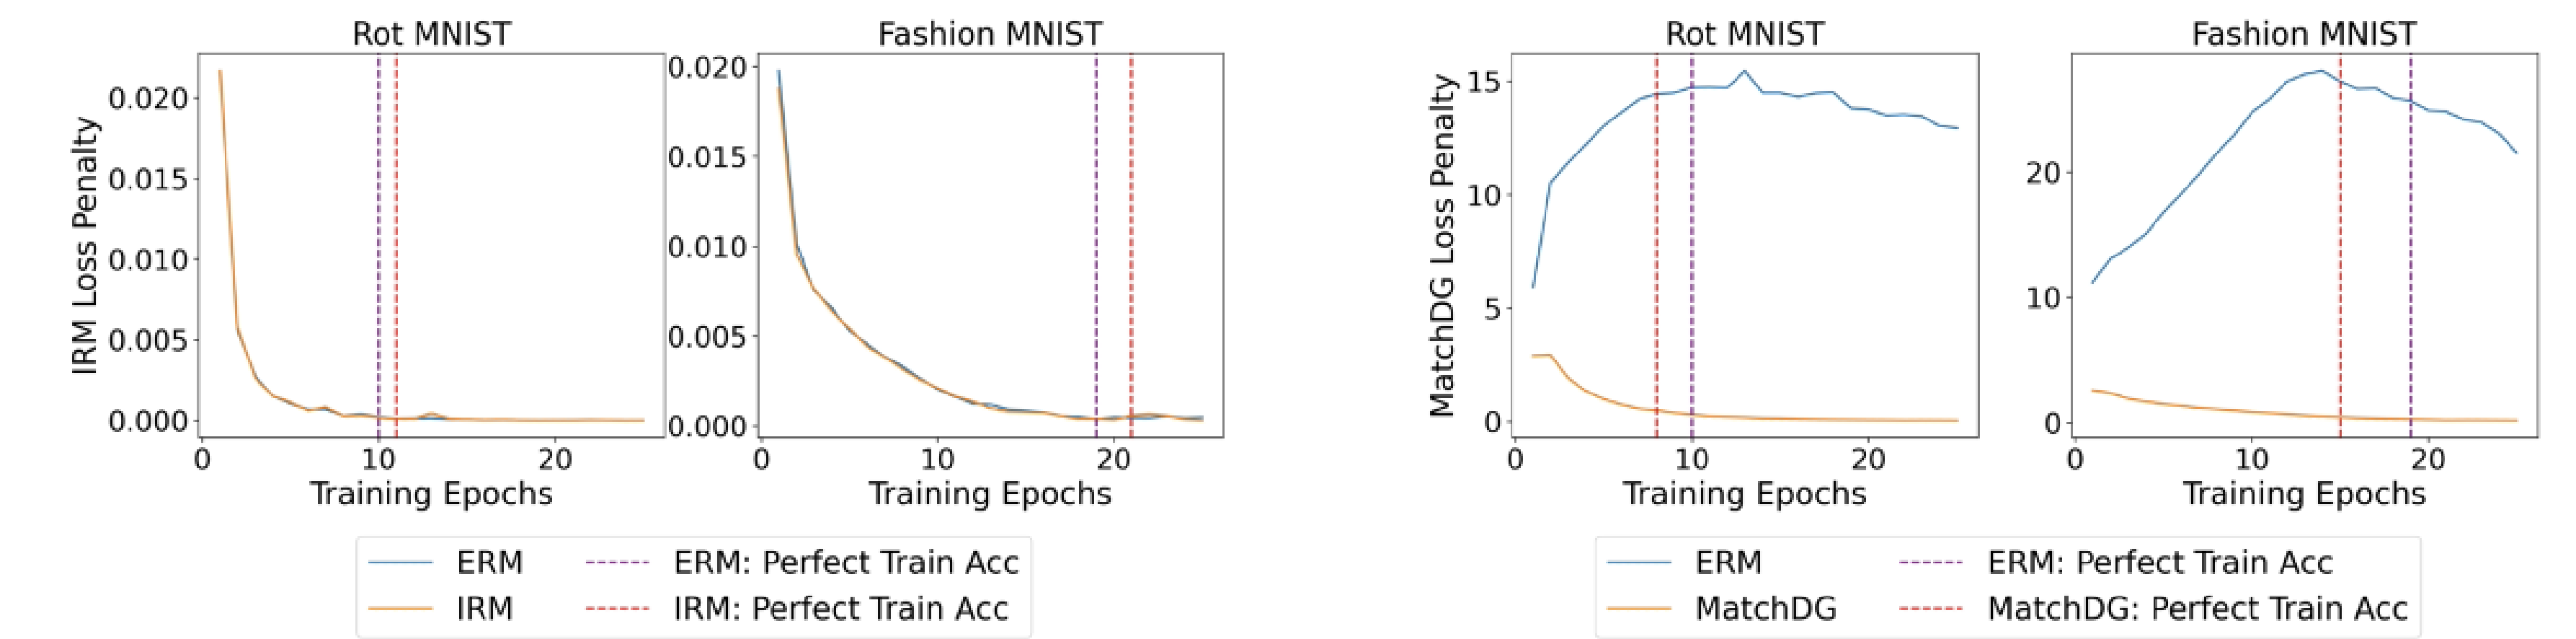 Rot MNIST
IRM Loss Penalty
0.020
0.015
0.010
0.005
0.000
0
10
20
Training Epochs
Fashion MNIST
0.020
0.015
0.010
0.005
0.000
0
10
20
Training Epochs
ERM
ERM: Perfect Train Acc
IRM
IRM: Perfect Train Acc
Rot MNIST
MatchDG Loss Penalty
15
10
5
0
0
10
20
Training Epochs
Fashion MNIST
20
10
0
0
10
20
Training Epochs
ERM
ERM: Perfect Train Acc
MatchDG
MatchDG: Perfect Train Acc